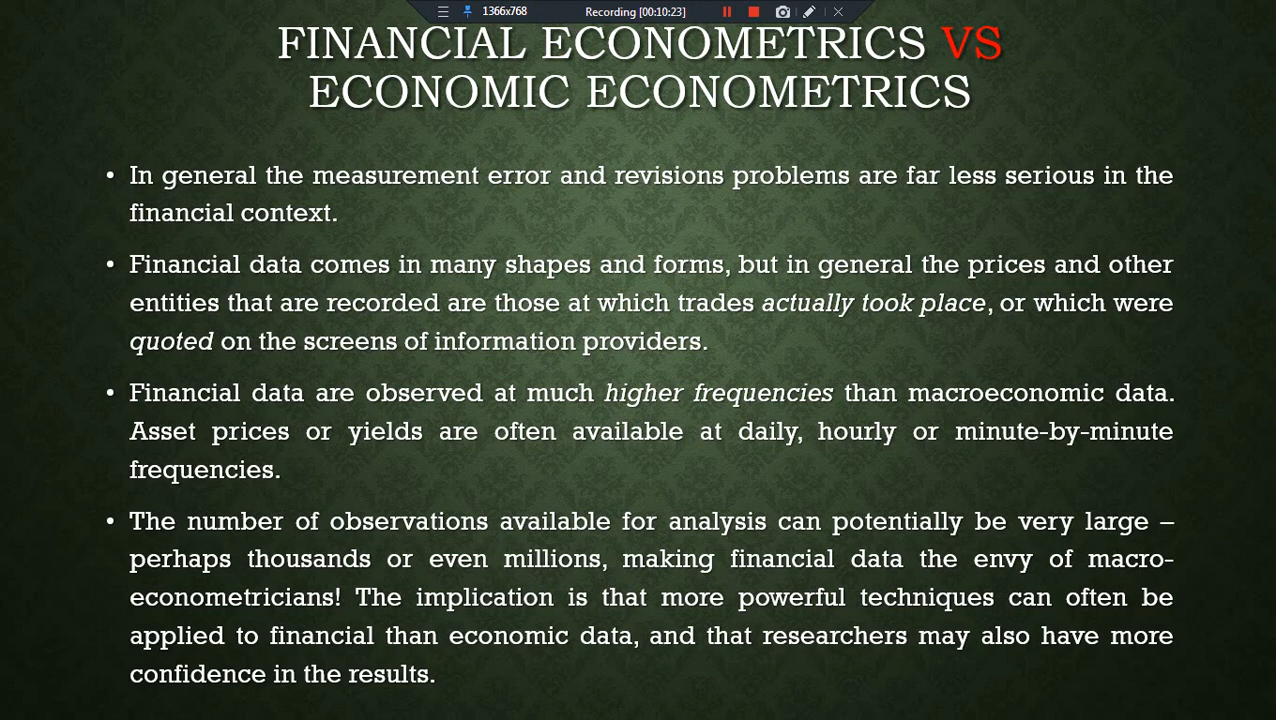 1366x768 Recording [00:10:23]
FINANCIAL ECONOMETRICS VS
ECONOMIC ECONOMETRICS
• In general the measurement error and revisions problems are far less serious in the
financial context.
• Financial data comes in many shapes and forms, but in general the prices and other
entities that are recorded are those at which trades actually took place, or which were
quoted on the screens of information providers.
• Financial data are observed at much higher frequencies than macroeconomic data.
Asset prices or yields are often available at daily, hourly or minute-by-minute
frequencies.
• The number of observations available for analysis can potentially be very large –
perhaps thousands or even millions, making financial data the envy of macro-
econometricians! The implication is that more powerful techniques can often be
applied to financial than economic data, and that researchers may also have more
confidence in the results.